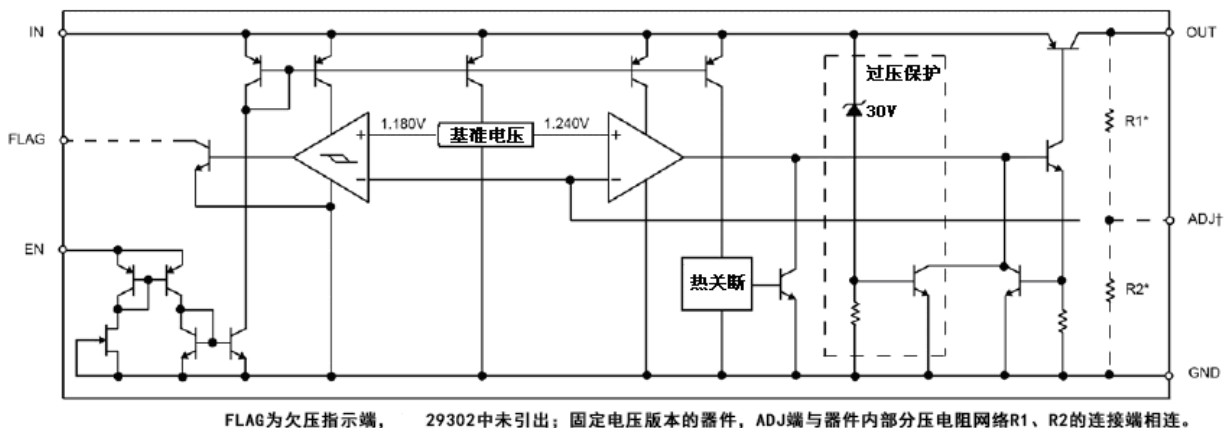 IN
OUT
过压保护
30V
1.180V
基准电压
1.240V
R1*
FLAG
ADJ†
EN
热关断
R2*
GND
FLAG为欠压指示端， 29302中未引出；固定电压版本的器件，ADJ端与器件内部分压电阻网络R1、R2的连接端相连。